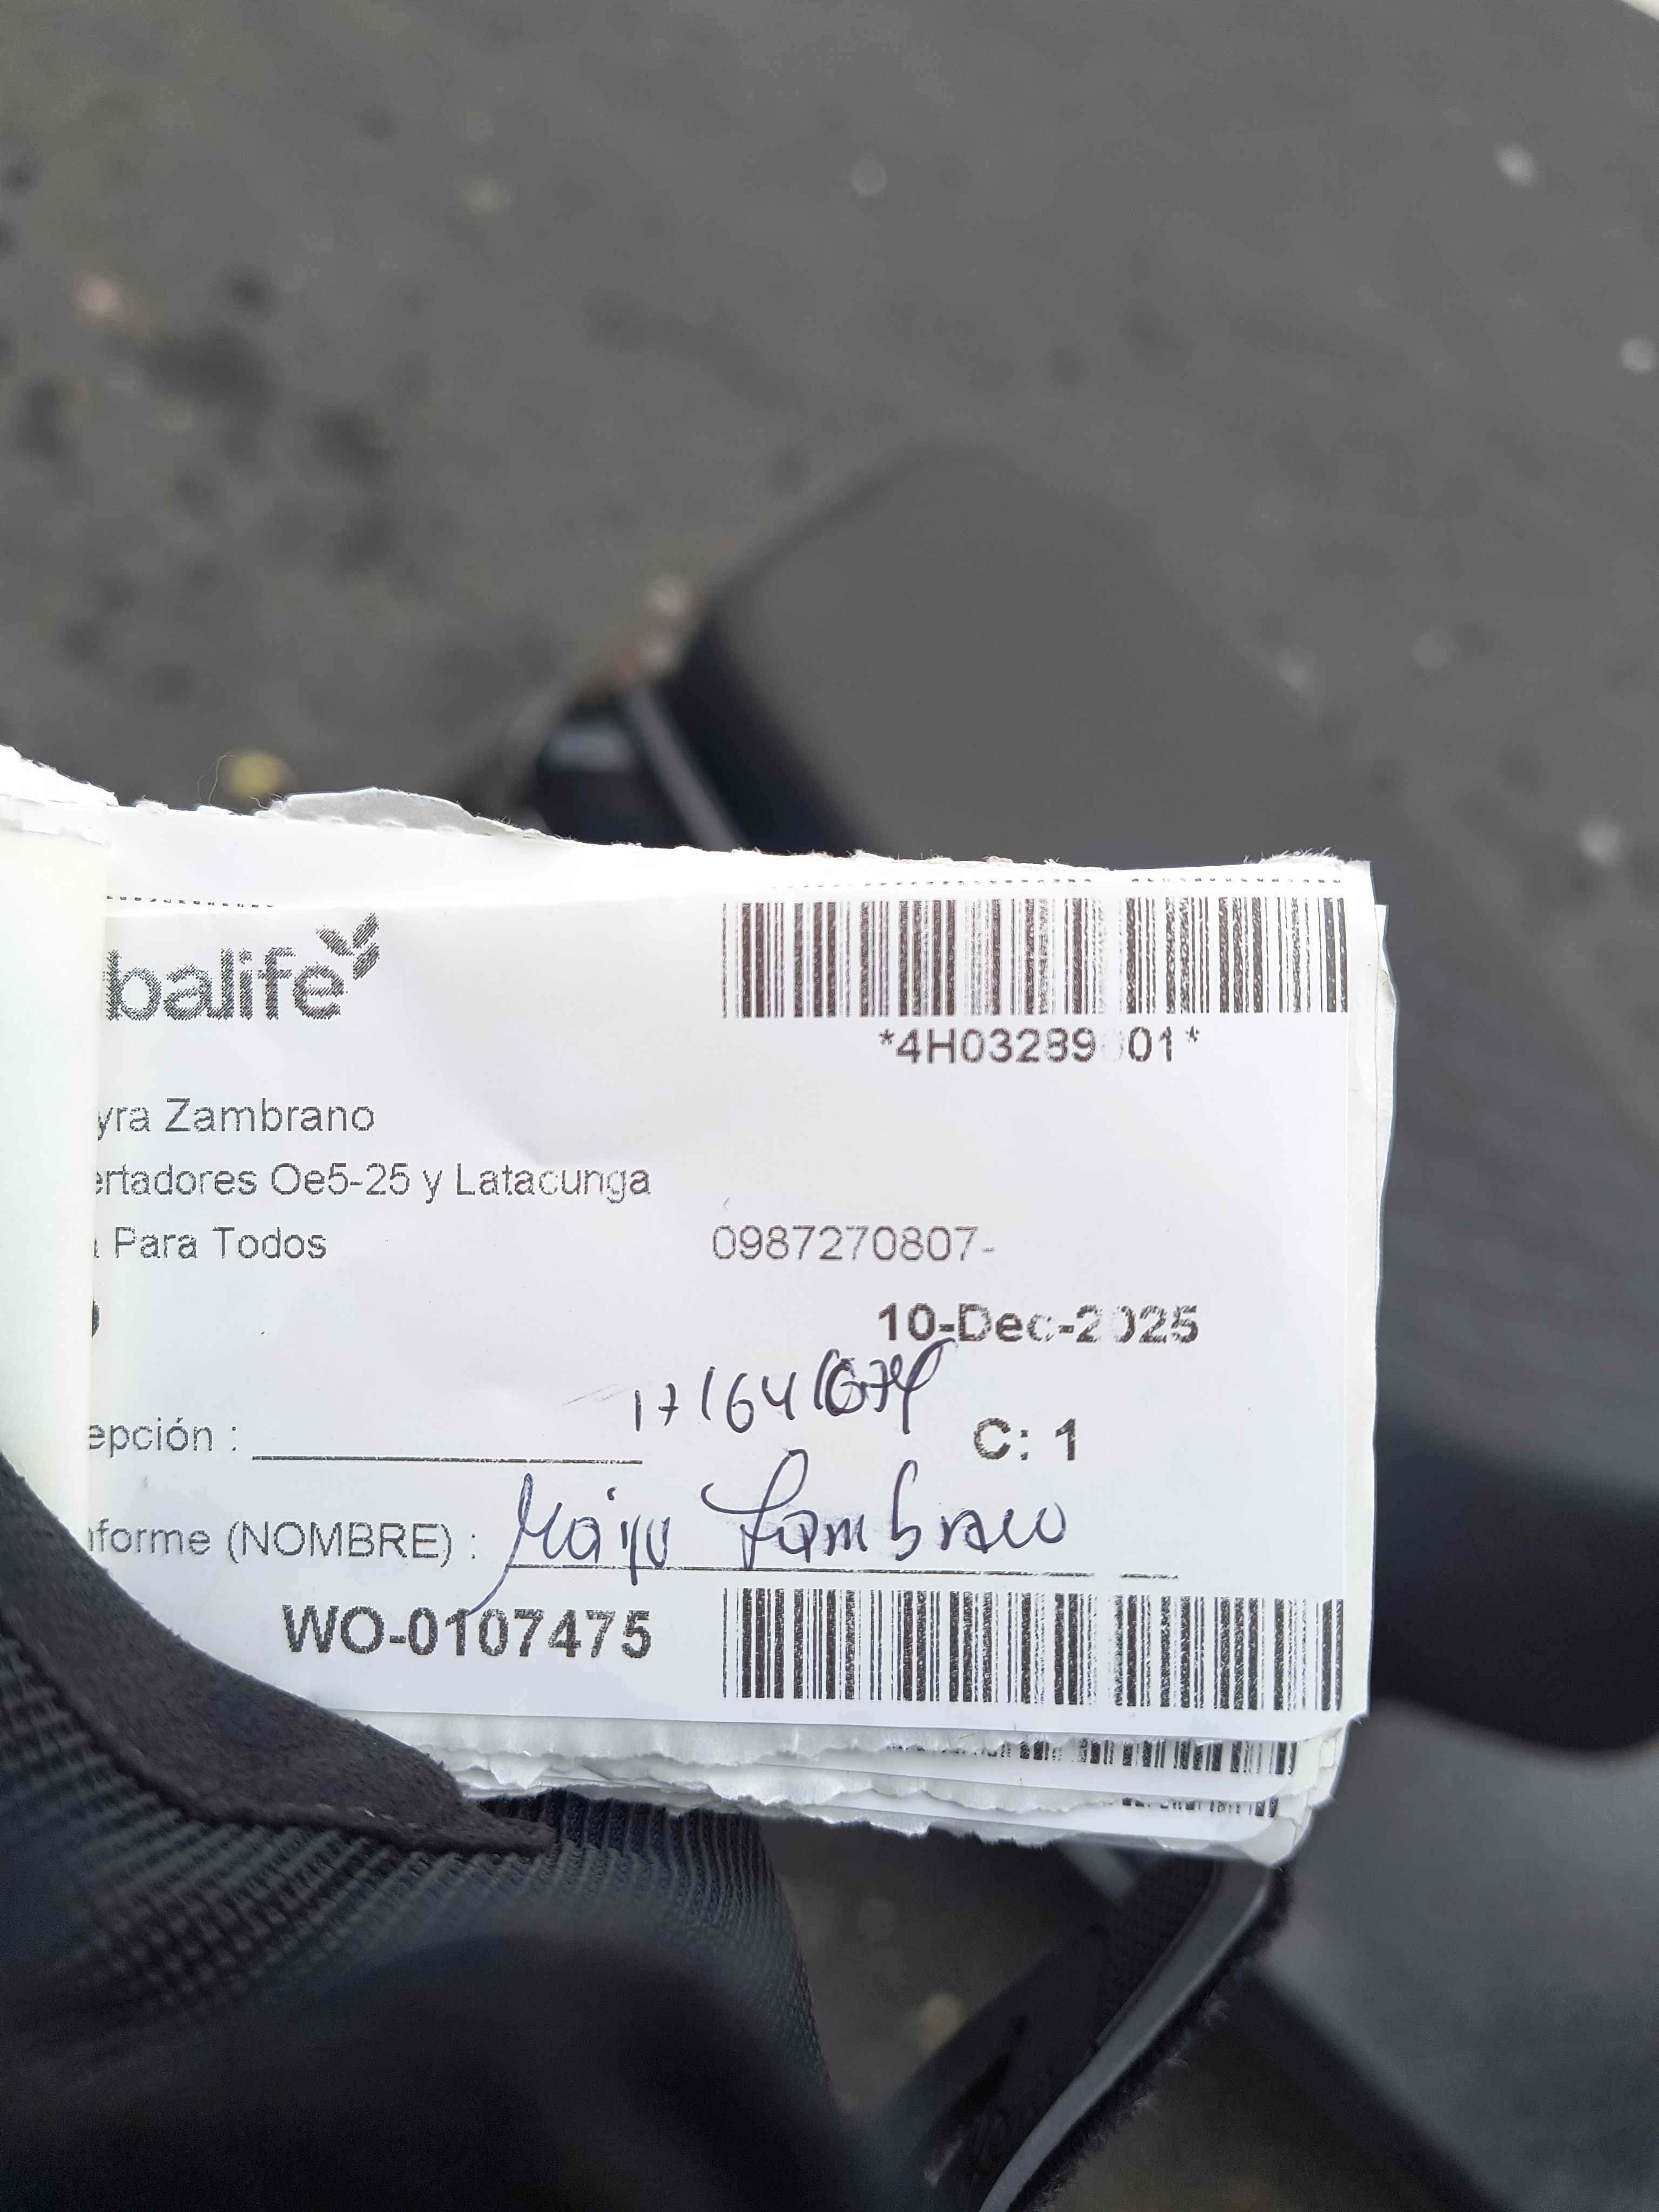 balife
*4H03289 01*
yra Zambrano
ertadores Oe5-25 y Latacunga
Para Todos
0987270807-
10-Dec-2025
epción :
C: 1
nforme (NOMBRE) : Zambrano
WO-0107475